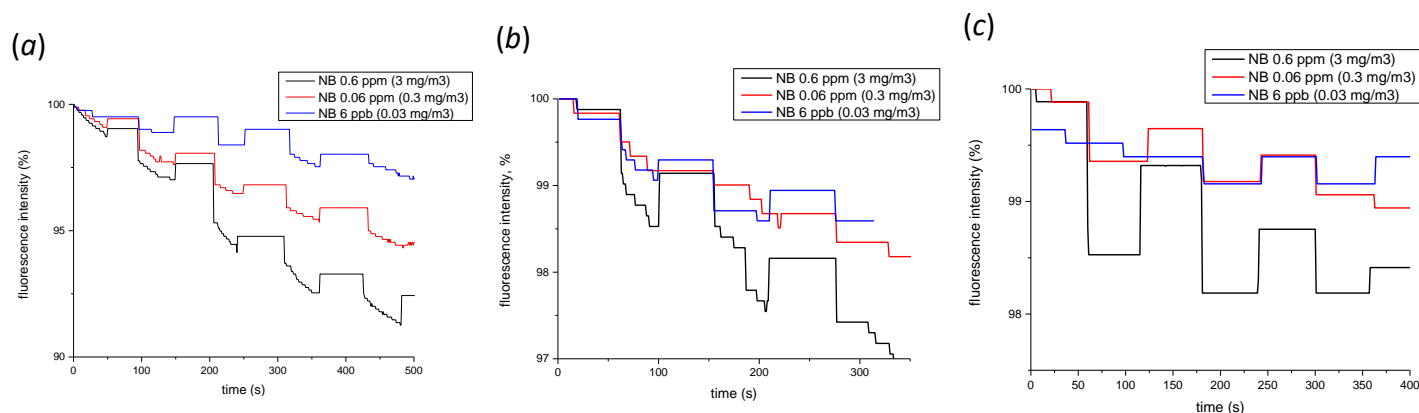 (a)
NB 0.6 ppm (3 mg/m3)
NB 0.06 ppm (0.3 mg/m3)
NB 6 ppb (0.03 mg/m3)
fluorescence intensity (%)
100
95
90
0
100
200
300
400
500
time (s)
(b)
NB 0.6 ppm (3 mg/m3)
NB 0.06 ppm (0.3 mg/m3)
NB 6 ppb (0.03 mg/m3)
fluorescence intensity, %
100
99
98
97
0
100
200
300
time (s)
(c)
NB 0.6 ppm (3 mg/m3)
NB 0.06 ppm (0.3 mg/m3)
NB 6 ppb (0.03 mg/m3)
fluorescence intensity (%)
100
99
98
0
50
100
150
200
250
300
350
400
time (s)